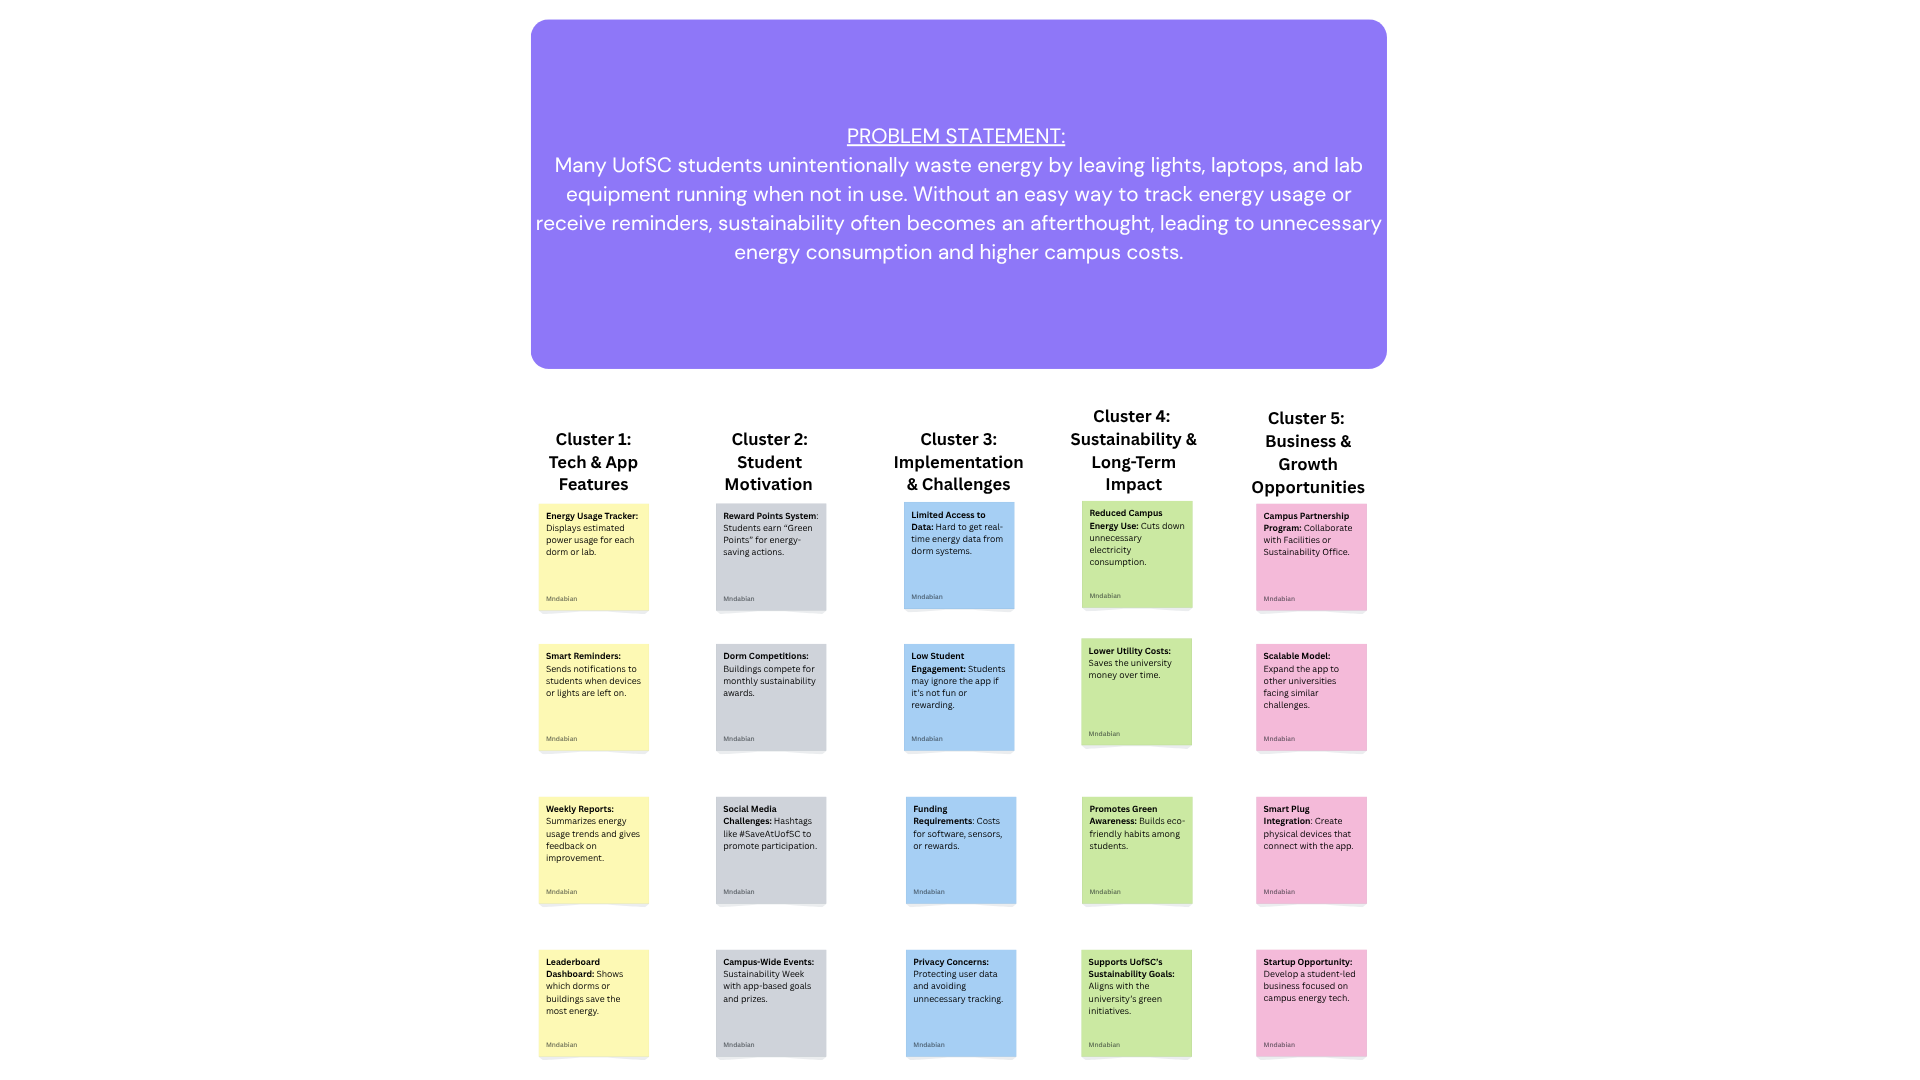 PROBLEM STATEMENT:
Many UofSC students unintentionally waste energy by leaving lights, laptops, and lab
equipment running when not in use. Without an easy way to track energy usage or
receive reminders, sustainability often becomes an afterthought, leading to unnecessary
energy consumption and higher campus costs.
Cluster 1:
Tech & App
Features
Energy Usage Tracker:
Displays estimated
power usage for each
dorm or lab.
Mndabian
Smart Reminders:
Sends notifications to
students when devices
or lights are left on.
Mndabian
Weekly Reports:
Summarizes energy
usage trends and gives
feedback on
improvement.
Mndabian
Leaderboard
Dashboard: Shows
which dorms or
buildings save the
most energy.
Mndabian
Cluster 2:
Student
Motivation
Reward Points System:
Students earn “Green
Points” for energy-
saving actions.
Mndabian
Dorm Competitions:
Buildings compete for
monthly sustainability
awards.
Mndabian
Social Media
Challenges: Hashtags
like #SaveAtUofSC to
promote participation.
Mndabian
Campus-Wide Events:
Sustainability Week
with app-based goals
and prizes.
Mndabian
Cluster 3:
Implementation
& Challenges
Limited Access to
Data: Hard to get real-
time energy data from
dorm systems.
Mndabian
Low Student
Engagement: Students
may ignore the app if
it’s not fun or
rewarding.
Mndabian
Funding
Requirements: Costs
for software, sensors,
or rewards.
Mndabian
Privacy Concerns:
Protecting user data
and avoiding
unnecessary tracking.
Mndabian
Cluster 4:
Sustainability &
Long-Term
Impact
Reduced Campus
Energy Use: Cuts down
unnecessary
electricity
consumption.
Mndabian
Lower Utility Costs:
Saves the university
money over time.
Mndabian
Promotes Green
Awareness: Builds eco-
friendly habits among
students.
Mndabian
Supports UofSC’s
Sustainability Goals:
Aligns with the
university’s green
initiatives.
Mndabian
Cluster 5:
Business &
Growth
Opportunities
Campus Partnership
Program: Collaborate
with Facilities or
Sustainability Office.
Mndabian
Scalable Model:
Expand the app to
other universities
facing similar
challenges.
Mndabian
Smart Plug
Integration: Create
physical devices that
connect with the app.
Mndabian
Startup Opportunity:
Develop a student-led
business focused on
campus energy tech.
Mndabian